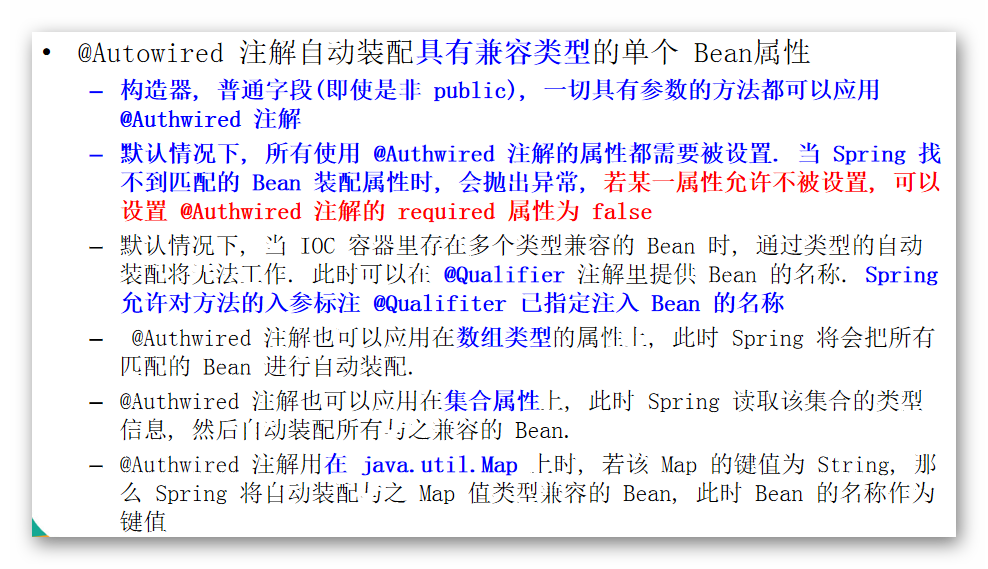 • @Autowired 注解自动装配具有兼容类型的单个 Bean属性
– 构造器, 普通字段(即使是非 public), 一切具有参数的方法都可以应用
@Authwired 注解
– 默认情况下, 所有使用 @Authwired 注解的属性都需要被设置. 当 Spring 找
不到匹配的 Bean 装配属性时, 会抛出异常, 若某一属性允许不被设置, 可以
设置 @Authwired 注解的 required 属性为 false
– 默认情况下, 当 IOC 容器里存在多个类型兼容的 Bean 时, 通过类型的自动
装配将无法工作. 此时可以在 @Qualifier 注解里提供 Bean 的名称. Spring
允许对方法的入参标注 @Qualifiter 已指定注入 Bean 的名称
– @Authwired 注解也可以应用在数组类型的属性上, 此时 Spring 将会把所有
匹配的 Bean 进行自动装配.
– @Authwired 注解也可以应用在集合属性上, 此时 Spring 读取该集合的类型
信息, 然后自动装配所有与之兼容的 Bean.
– @Authwired 注解用在 java.util.Map 上时, 若该 Map 的键值为 String, 那
么 Spring 将自动装配与之 Map 值类型兼容的 Bean, 此时 Bean 的名称作为
键值